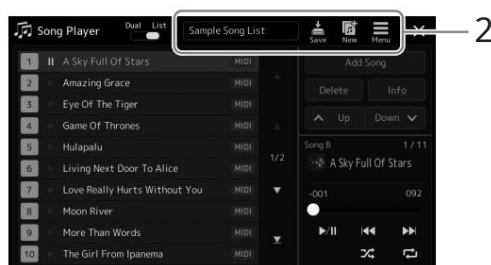 Song Player Dual List Sample Song List Save New Menu 2
1 A Sky Full Of Stars MIDI Add Song
2 Amazing Grace MIDI Delete Info
3 Eye Of The Tiger MIDI
4 Game Of Thrones MIDI Up Down
5 Hulapalu MIDI Song B 1 / 11
6 Living Next Door To Alice MIDI 1/2 A Sky Full Of Stars
7 Love Really Hurts Without You MIDI -001 092
8 Moon River MIDI
9 More Than Words MIDI
10 The Girl From Ipanema MIDI